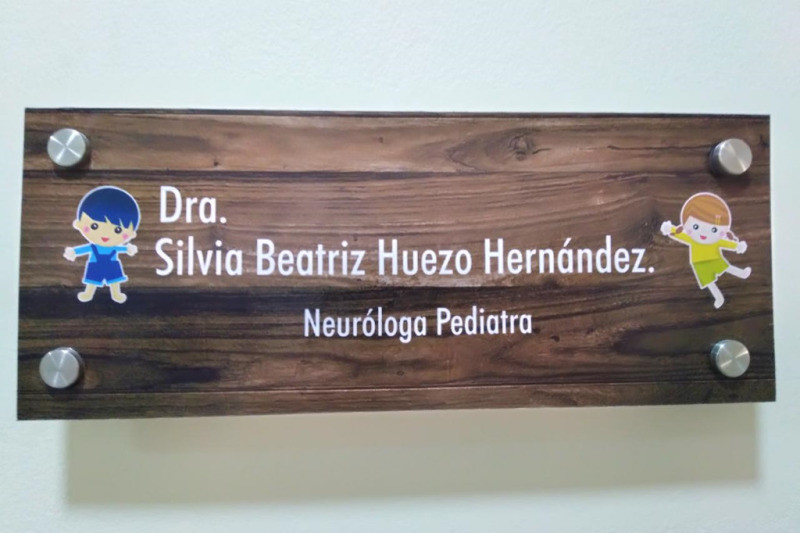 Dra.
Silvia Beatriz Huezo Hernández.
Neuróloga Pediatra